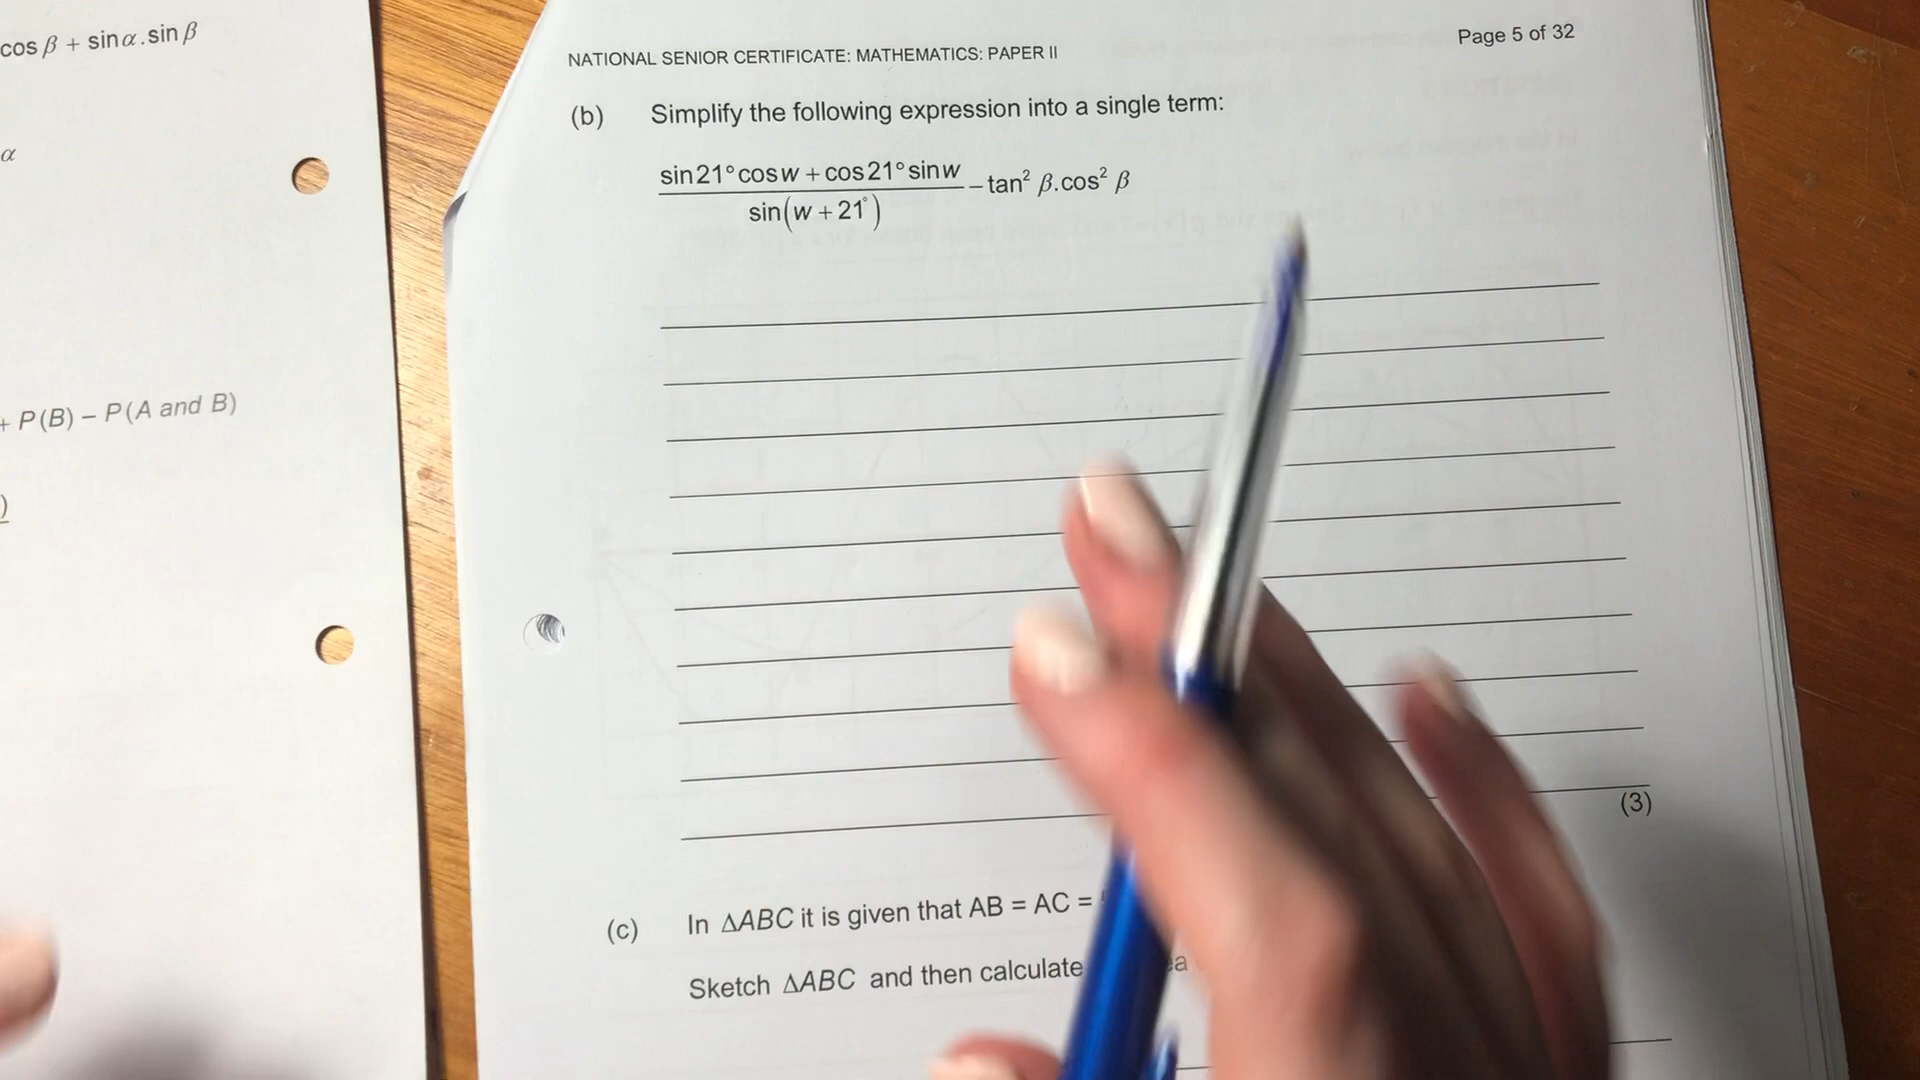 cos β + sin α . sin β
α
+ P(B) – P(A and B)
)
NATIONAL SENIOR CERTIFICATE: MATHEMATICS: PAPER II
Page 5 of 32
(b) Simplify the following expression into a single term:
sin 21° cos w + cos 21° sin w
– tan² β . cos² β
sin(w + 21°)
(3)
(c) In ΔABC it is given that AB = AC =
Sketch ΔABC and then calculate